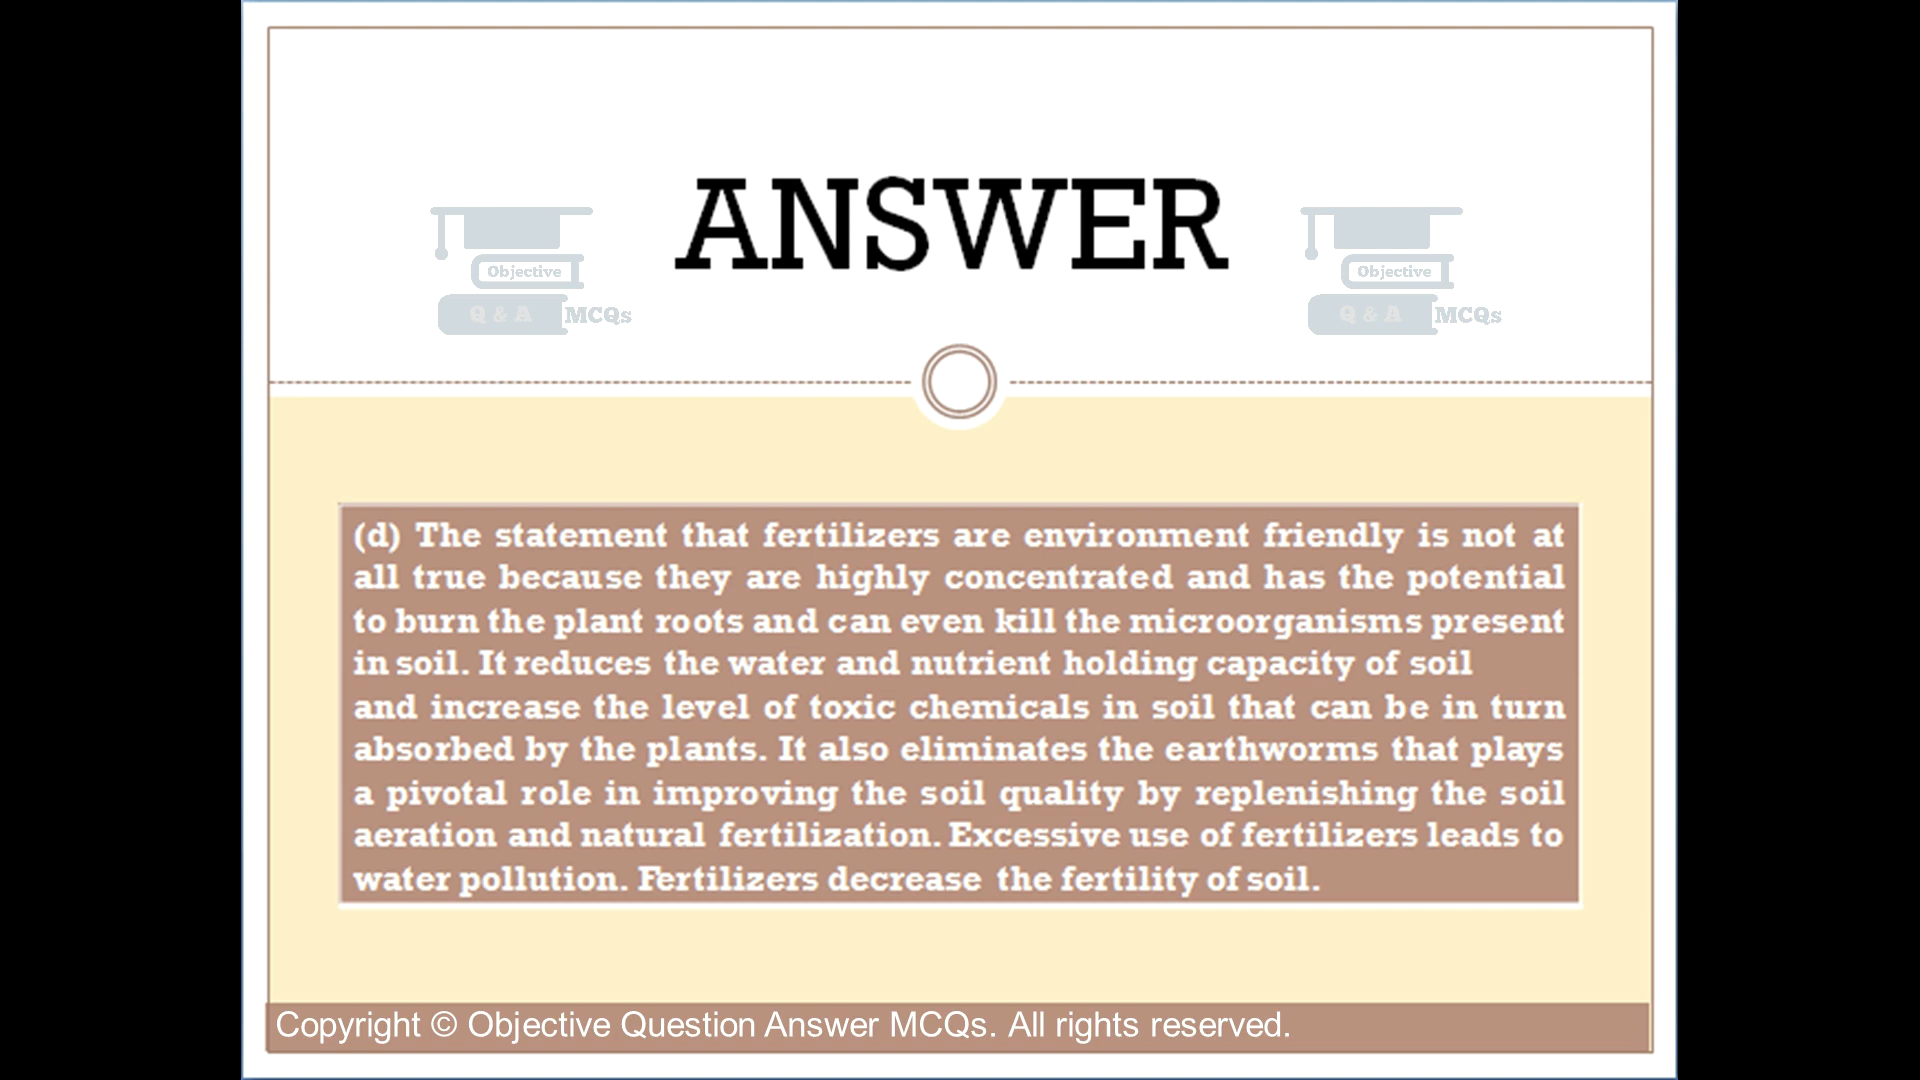 ANSWER
Objective
Q & A MCQs
Objective
Q & A MCQs
(d) The statement that fertilizers are environment friendly is not at
all true because they are highly concentrated and has the potential
to burn the plant roots and can even kill the microorganisms present
in soil. It reduces the water and nutrient holding capacity of soil
and increase the level of toxic chemicals in soil that can be in turn
absorbed by the plants. It also eliminates the earthworms that plays
a pivotal role in improving the soil quality by replenishing the soil
aeration and natural fertilization. Excessive use of fertilizers leads to
water pollution. Fertilizers decrease the fertility of soil.
Copyright © Objective Question Answer MCQs. All rights reserved.